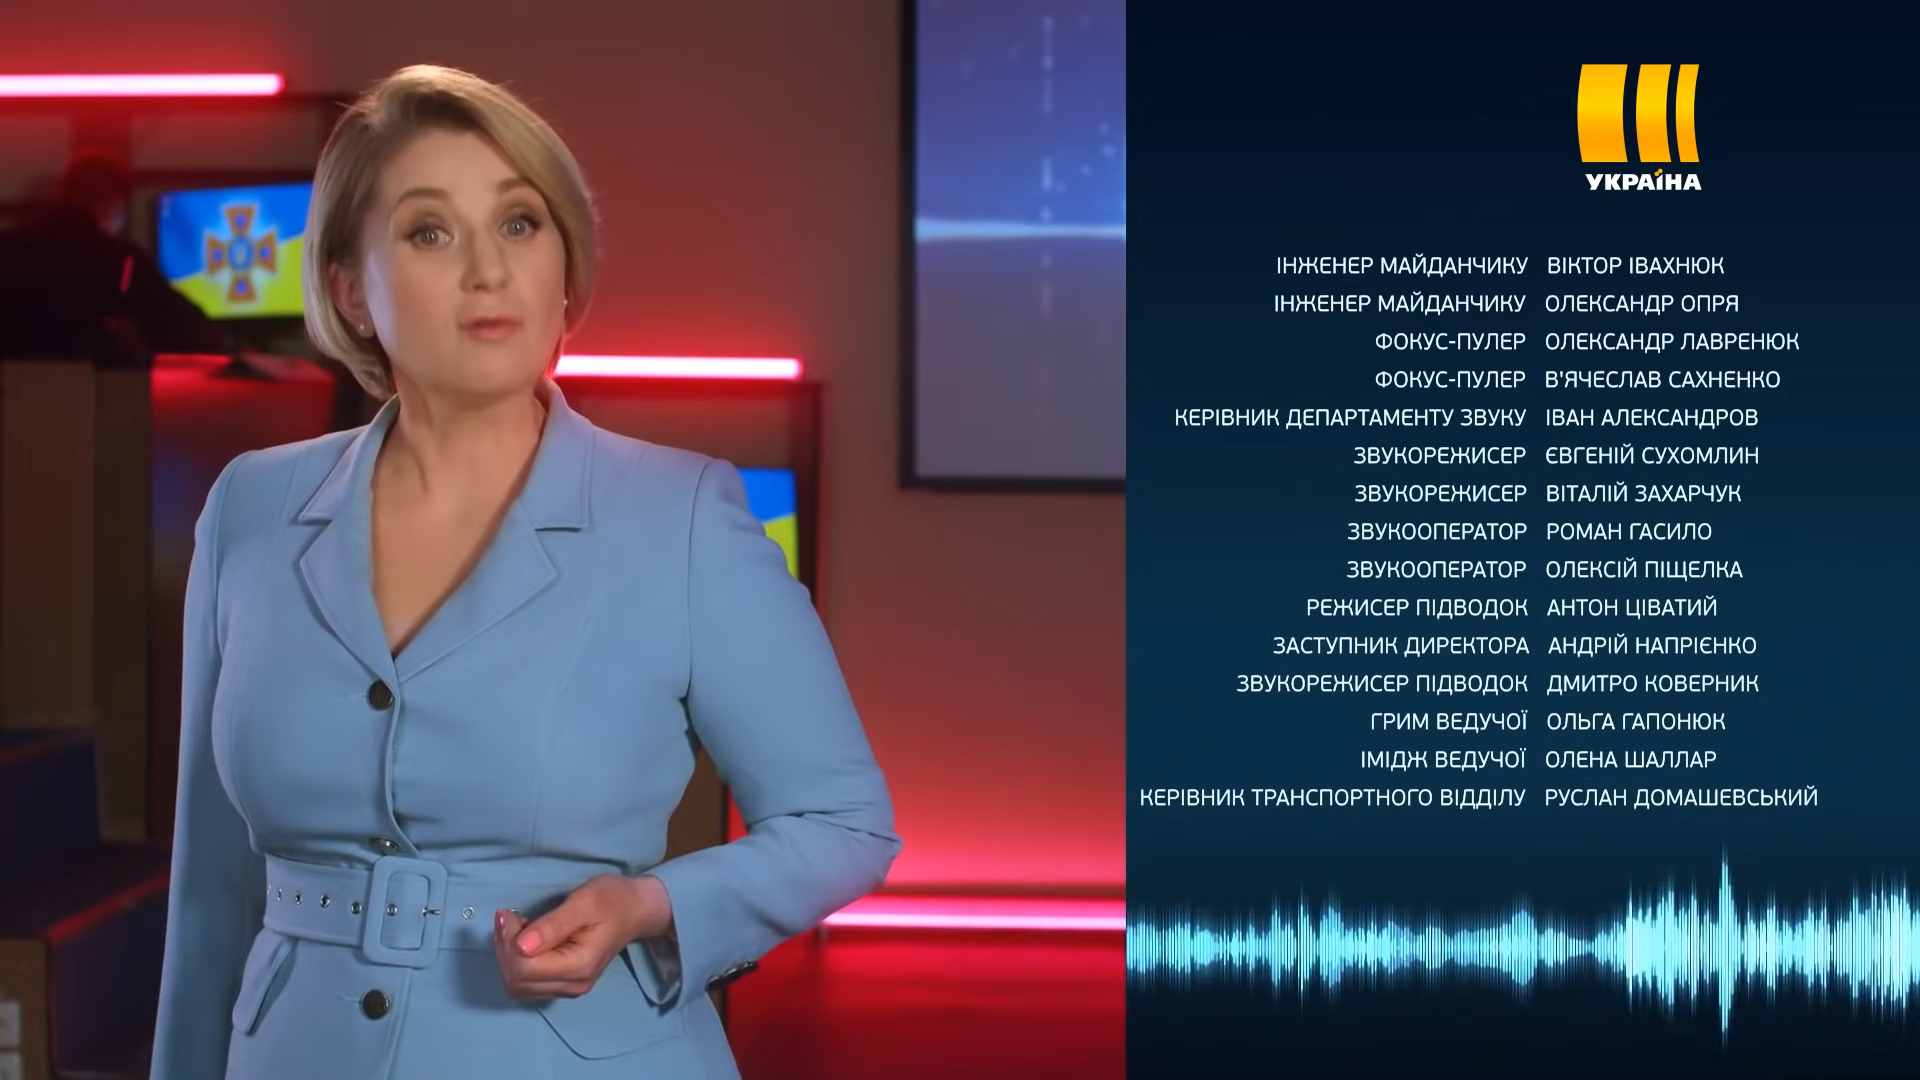 УКРАЇНА
ІНЖЕНЕР МАЙДАНЧИКУ ВІКТОР ІВАХНЮК
ІНЖЕНЕР МАЙДАНЧИКУ ОЛЕКСАНДР ОПРЯ
ФОКУС-ПУЛЕР ОЛЕКСАНДР ЛАВРЕНЮК
ФОКУС-ПУЛЕР В'ЯЧЕСЛАВ САХНЕНКО
КЕРІВНИК ДЕПАРТАМЕНТУ ЗВУКУ ІВАН АЛЕКСАНДРОВ
ЗВУКОРЕЖИСЕР ЄВГЕНІЙ СУХОМЛИН
ЗВУКОРЕЖИСЕР ВІТАЛІЙ ЗАХАРЧУК
ЗВУКООПЕРАТОР РОМАН ГАСИЛО
ЗВУКООПЕРАТОР ОЛЕКСІЙ ПІЩЕЛКА
РЕЖИСЕР ПІДВОДОК АНТОН ЦІВАТИЙ
ЗАСТУПНИК ДИРЕКТОРА АНДРІЙ НАПРІЄНКО
ЗВУКОРЕЖИСЕР ПІДВОДОК ДМИТРО КОВЕРНИК
ГРИМ ВЕДУЧОЇ ОЛЬГА ГАПОНЮК
ІМІДЖ ВЕДУЧОЇ ОЛЕНА ШАЛЛАР
КЕРІВНИК ТРАНСПОРТНОГО ВІДДІЛУ РУСЛАН ДОМАШЕВСЬКИЙ